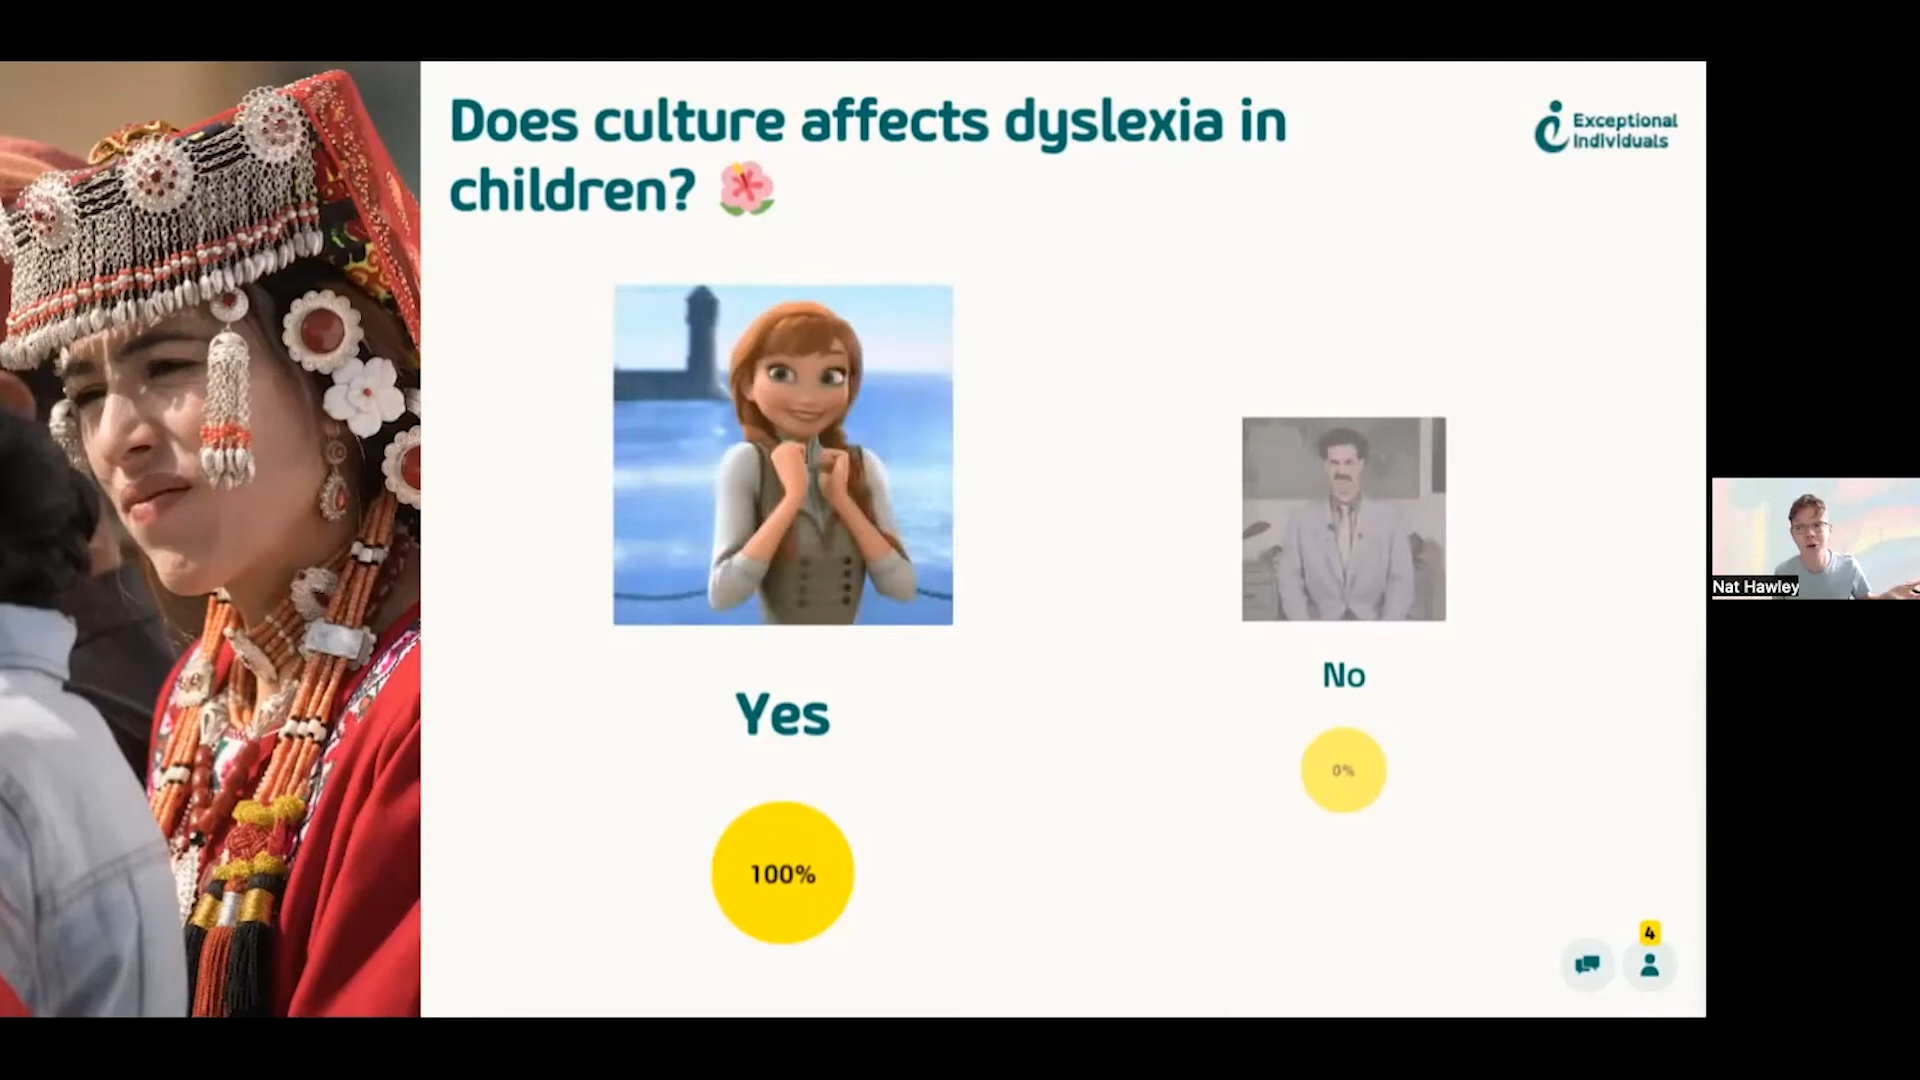 Does culture affects dyslexia in
children?
Exceptional
Individuals
Yes
No
100%
0%
4
Nat Hawley